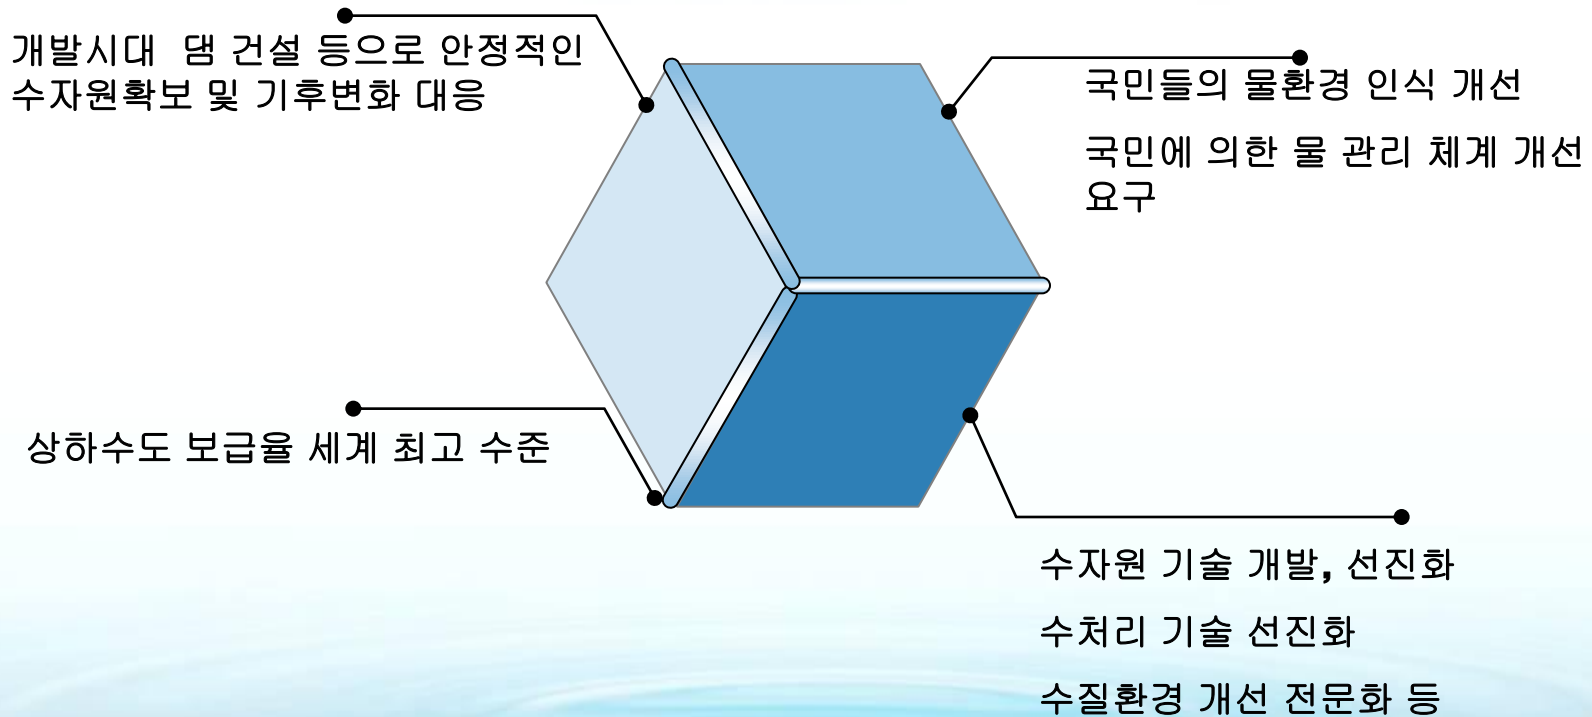 개발시대 댐 건설 등으로 안정적인
수자원확보 및 기후변화 대응
국민들의 물환경 인식 개선
국민에 의한 물 관리 체계 개선
요구
상하수도 보급율 세계 최고 수준
수자원 기술 개발, 선진화
수처리 기술 선진화
수질환경 개선 전문화 등